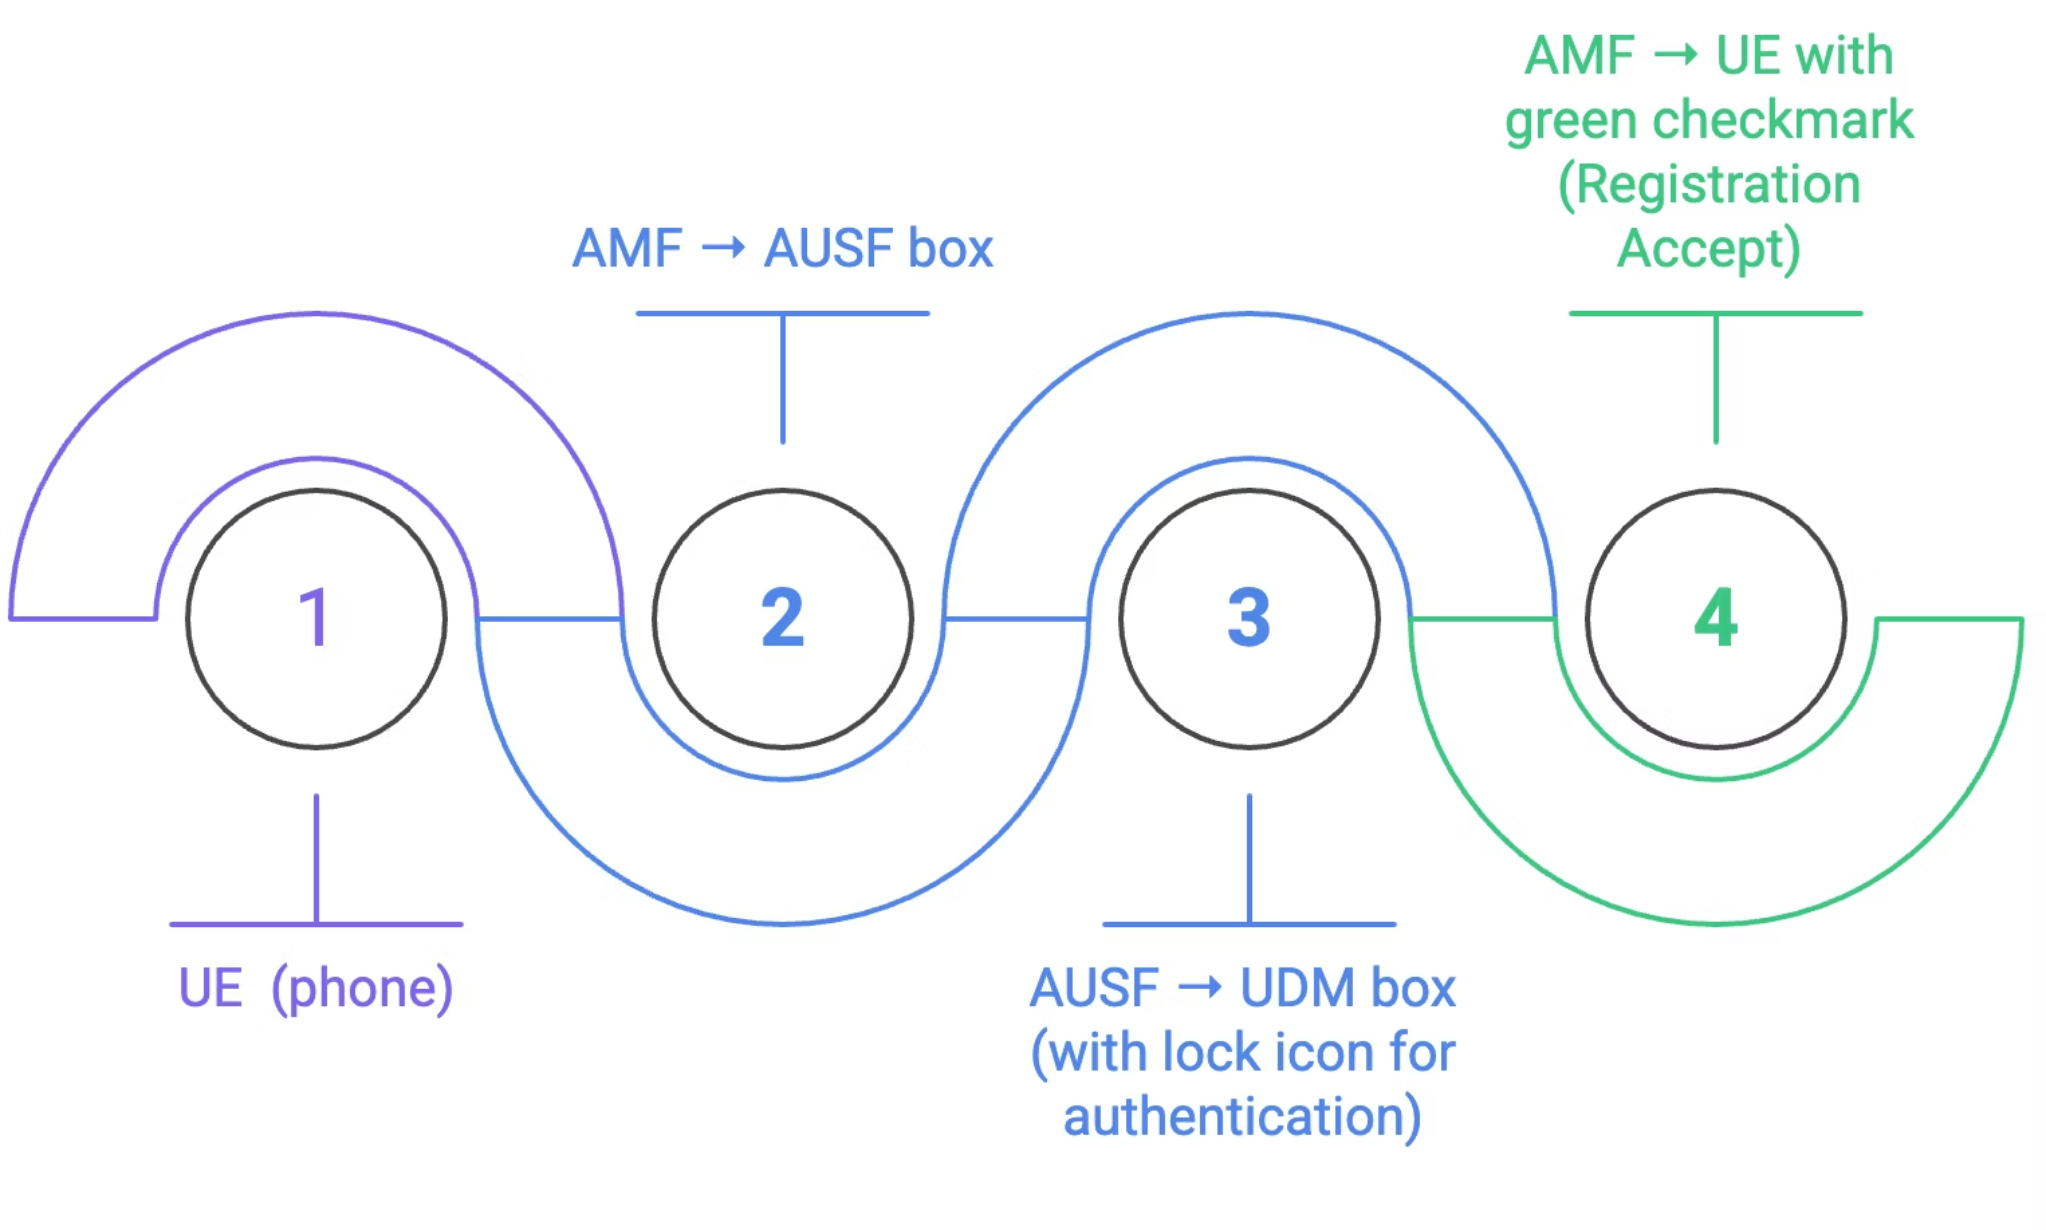 1
UE (phone)
2
AMF → AUSF box
3
AUSF → UDM box
(with lock icon for
authentication)
4
AMF → UE with
green checkmark
(Registration
Accept)